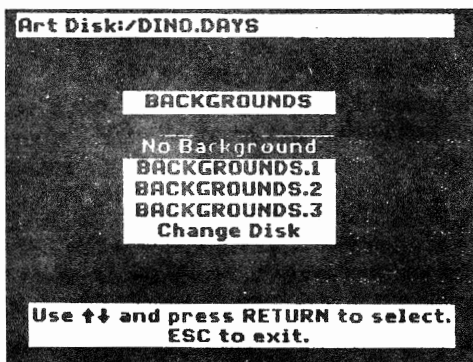 Art Disk:/DINO.DAYS
BACKGROUNDS
No Background
BACKGROUNDS.1
BACKGROUNDS.2
BACKGROUNDS.3
Change Disk
Use ↑↓ and press RETURN to select.
ESC to exit.